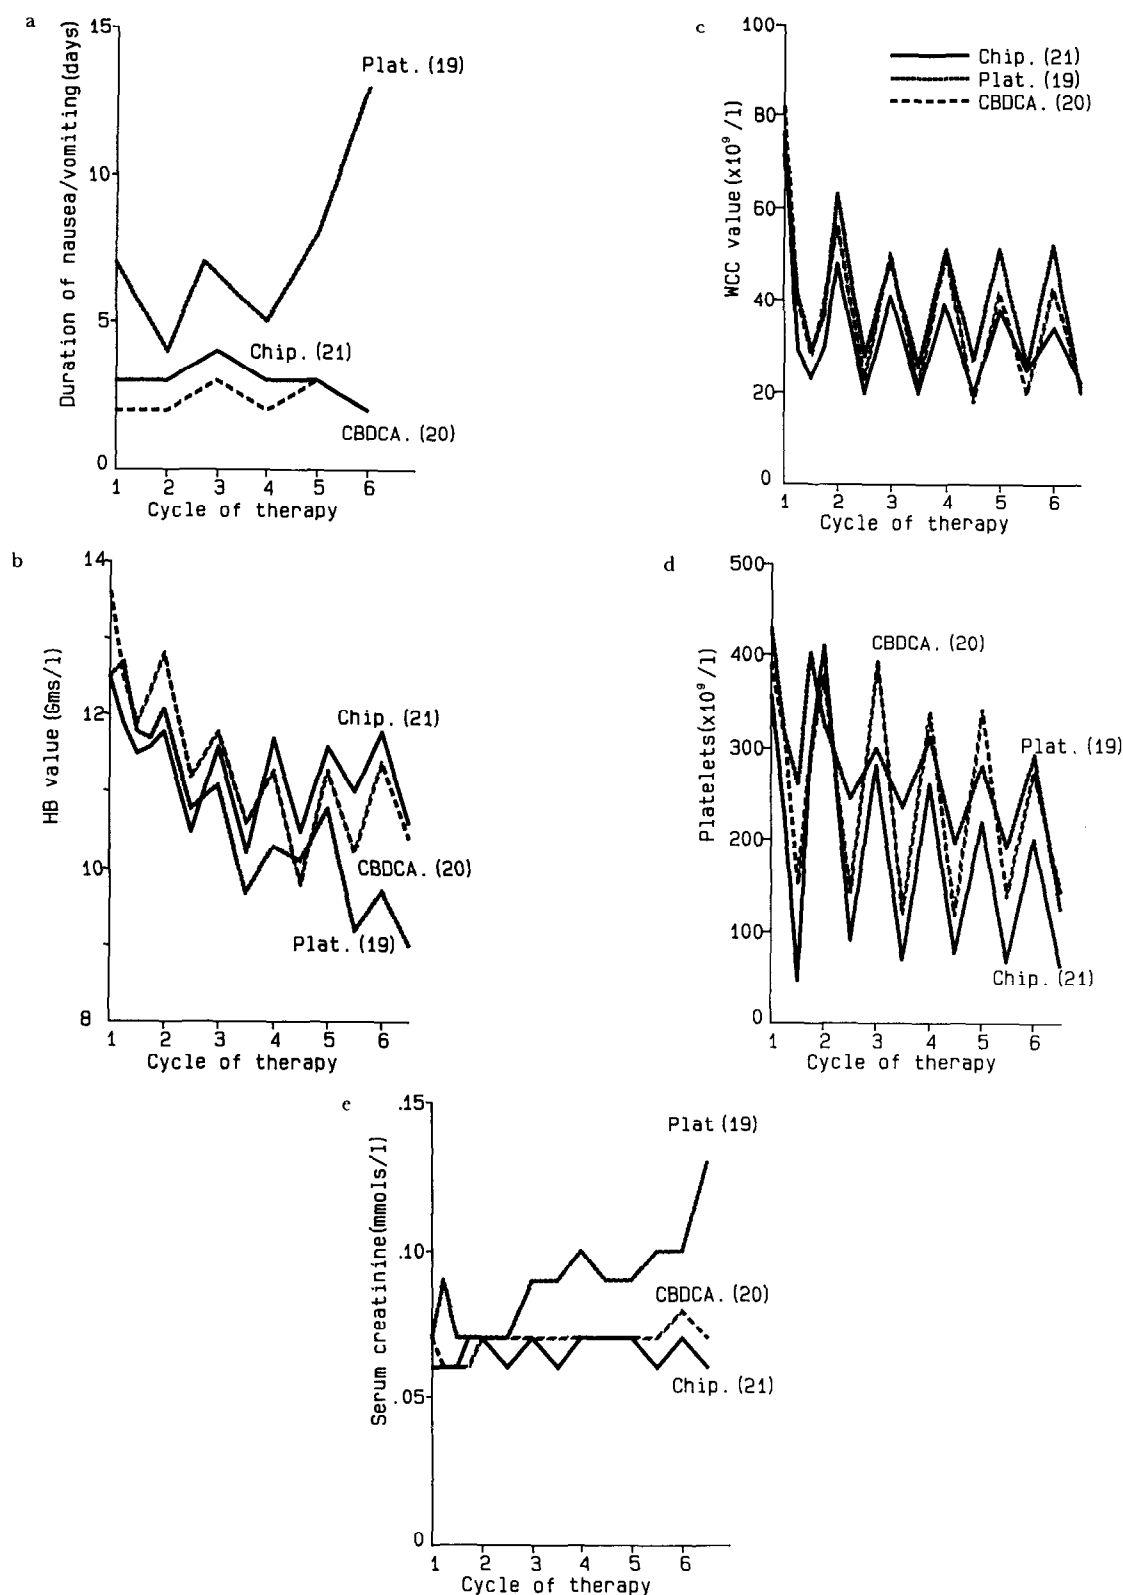 a
Duration of nausea/vomiting(days)
15
10
5
0
Plat. (19)
Chip. (21)
CBDCA. (20)
1 2 3 4 5 6
Cycle of therapy
c
WCC value(x10⁹/l)
100
80
60
40
20
0
Chip. (21)
Plat. (19)
CBDCA. (20)
1 2 3 4 5 6
Cycle of therapy
b
HB value(Gms/l)
14
12
10
8
Chip. (21)
CBDCA. (20)
Plat. (19)
1 2 3 4 5 6
Cycle of therapy
d
Platelets(x10⁹/l)
500
400
300
200
100
0
CBDCA. (20)
Plat. (19)
Chip. (21)
1 2 3 4 5 6
Cycle of therapy
e
Serum creatinine(mmols/l)
.15
.10
.05
0
Plat (19)
CBDCA. (20)
Chip. (21)
1 2 3 4 5 6
Cycle of therapy